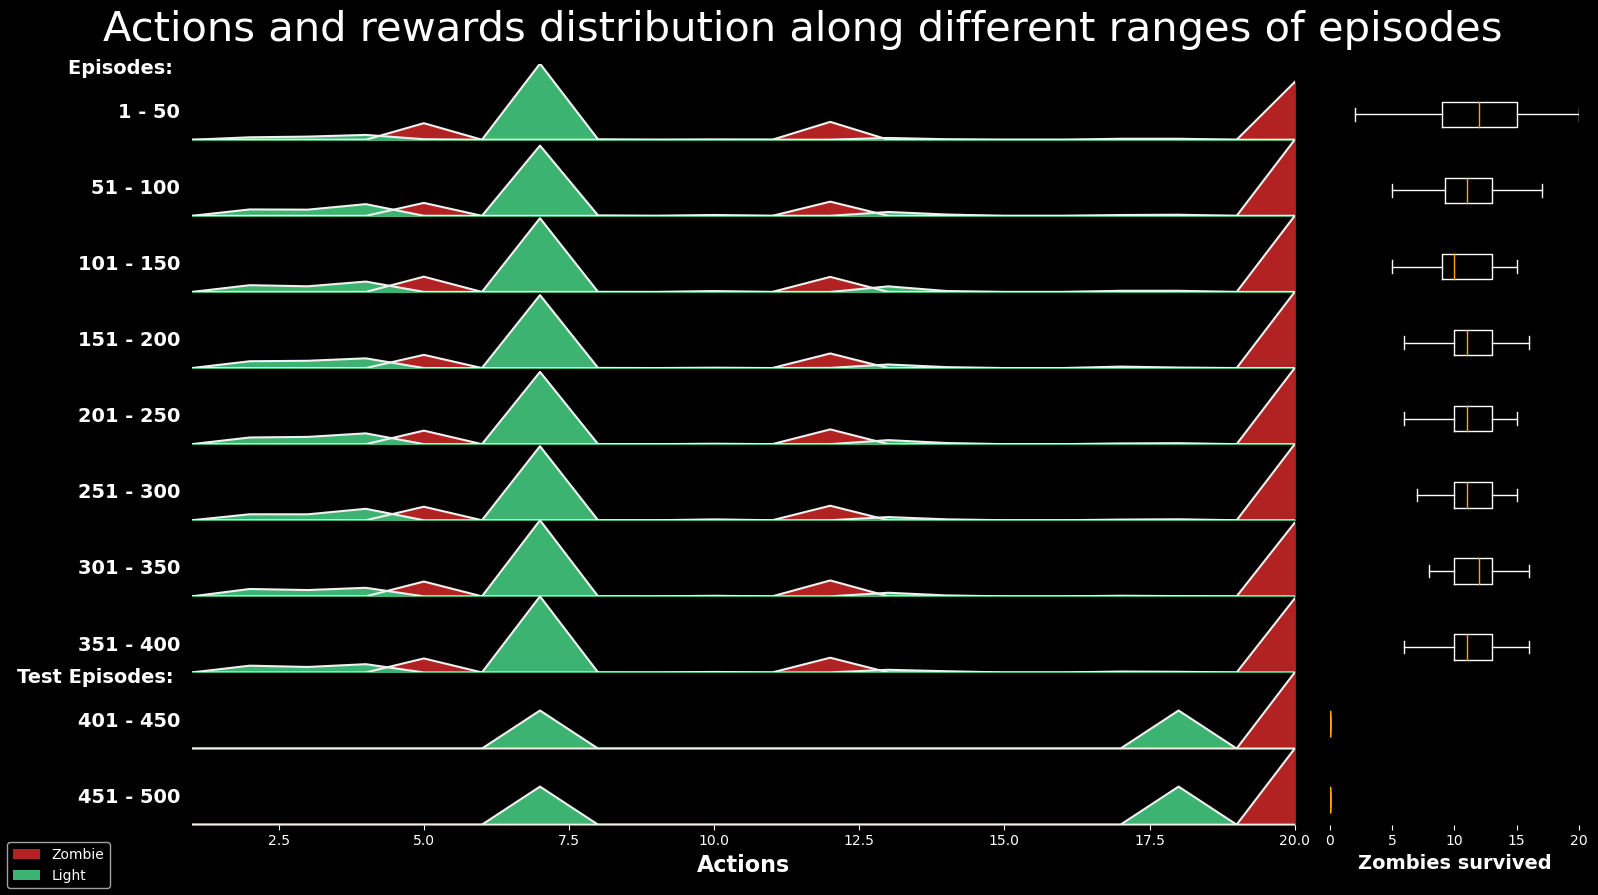 Actions and rewards distribution along different ranges of episodes
Episodes:
1 - 50
51 - 100
101 - 150
151 - 200
201 - 250
251 - 300
301 - 350
351 - 400
Test Episodes:
401 - 450
451 - 500
2.5 5.0 7.5 10.0 12.5 15.0 17.5 20.0 0 5 10 15 20
Actions
Zombies survived
Zombie
Light